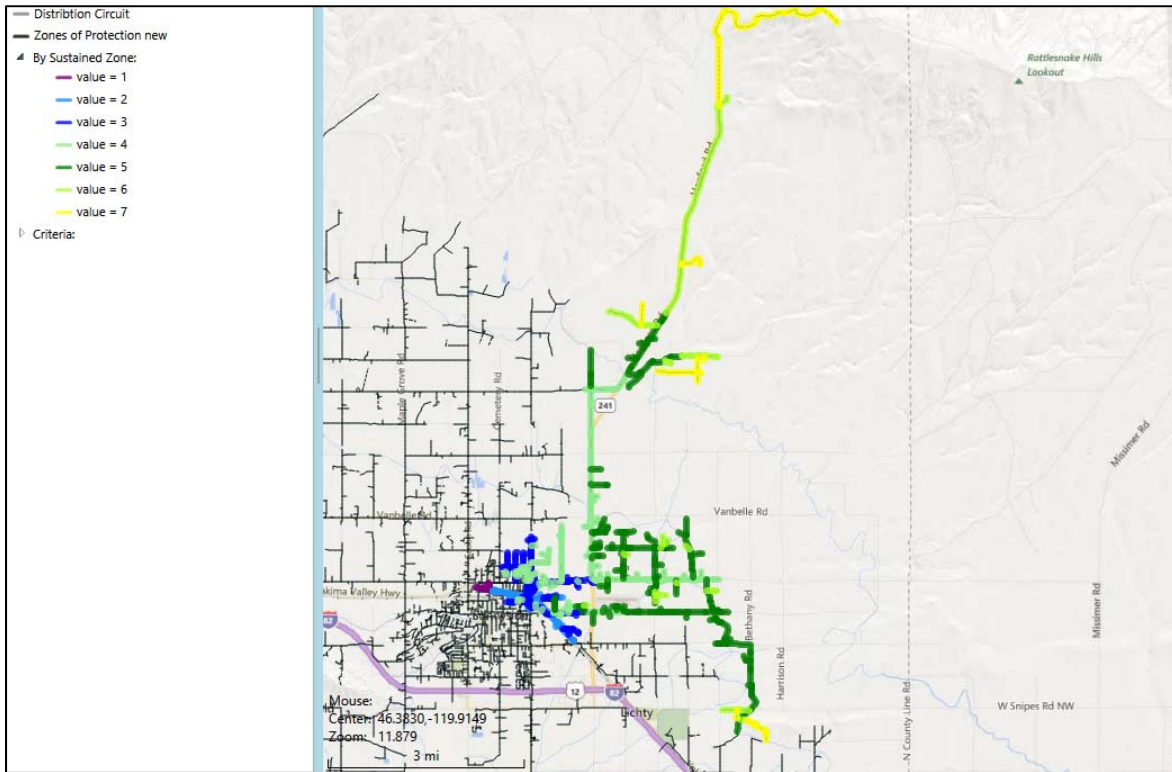 Distribtion Circuit
Zones of Protection new
By Sustained Zone:
value = 1
value = 2
value = 3
value = 4
value = 5
value = 6
value = 7
Criteria:
Rattlesnake Hills
Lookout
Maple Grove Rd
Cemetery Rd
241
Missimer Rd
Vanbelle Rd
Vanbelle Rd
Valley Hwy
82
Bethany Rd
Harrison Rd
Missimer Rd
12
82
N County Line Rd
W Snipes Rd NW
Mouse:
Center: 46.3830,-119.9149
Zoom: 11.879
3 mi